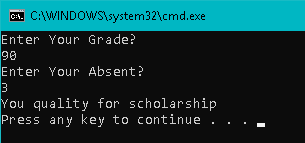 C:\WINDOWS\system32\cmd.exe
Enter Your Grade?
90
Enter Your Absent?
3
You quality for scholarship
Press any key to continue . . .